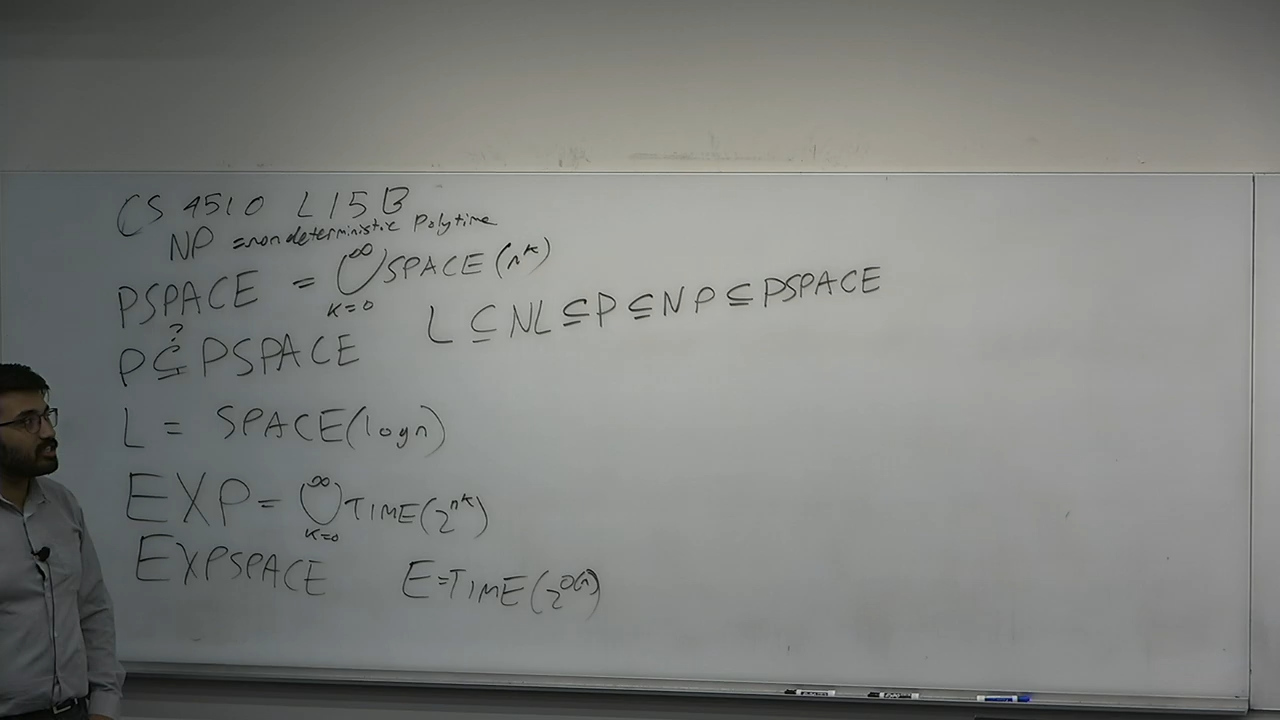 CS 4510 L15B
NP = nondeterministic Polytime
PSPACE = ∞⋃k=0 SPACE(n^k)
L ⊆ NL ⊆ P ⊆ NP ⊆ PSPACE
?
P ⊊ PSPACE
L = SPACE(logn)
EXP = ∞⋃k=0 TIME(2^n^k)
EXPSPACE E=TIME(2^O(n))